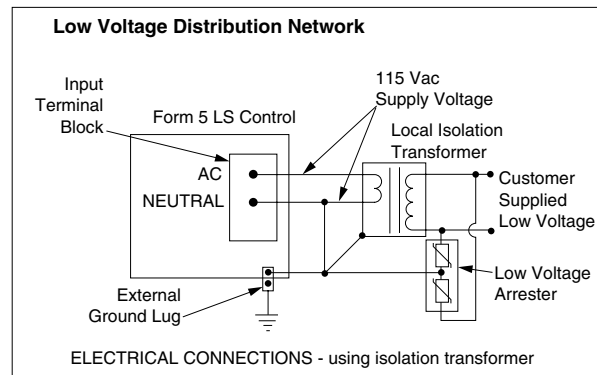 Low Voltage Distribution Network
Input
Terminal
Block
Form 5 LS Control
115 Vac
Supply Voltage
Local Isolation
Transformer
AC
NEUTRAL
Customer
Supplied
Low Voltage
Low Voltage
Arrester
External
Ground Lug
ELECTRICAL CONNECTIONS - using isolation transformer